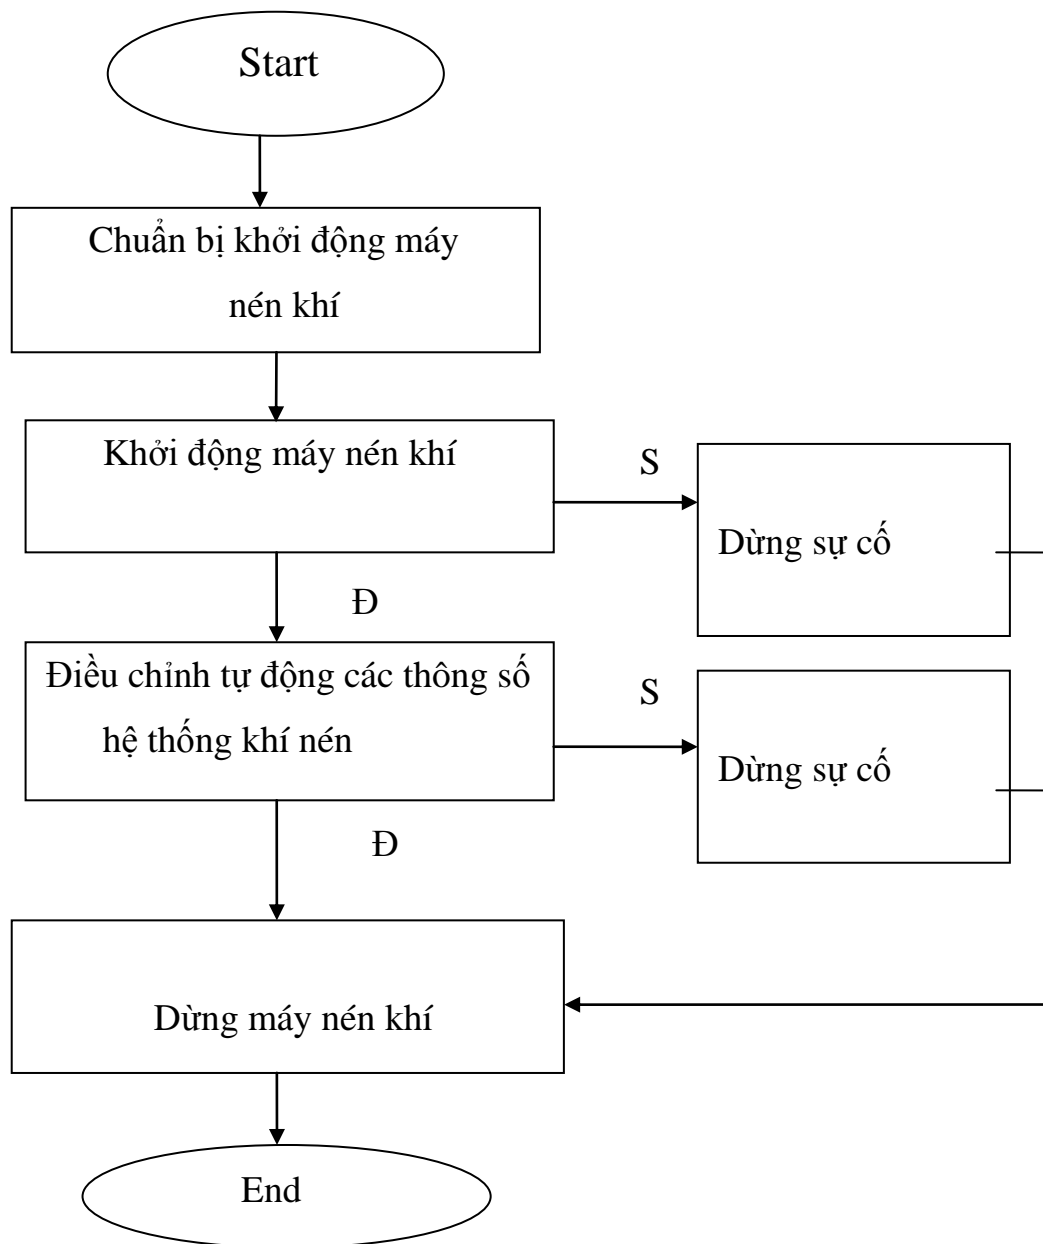 Start
Chuẩn bị khởi động máy
nén khí
Khởi động máy nén khí
S
Dừng sự cố
Đ
Điều chỉnh tự động các thông số
hệ thống khí nén
S
Dừng sự cố
Đ
Dừng máy nén khí
End